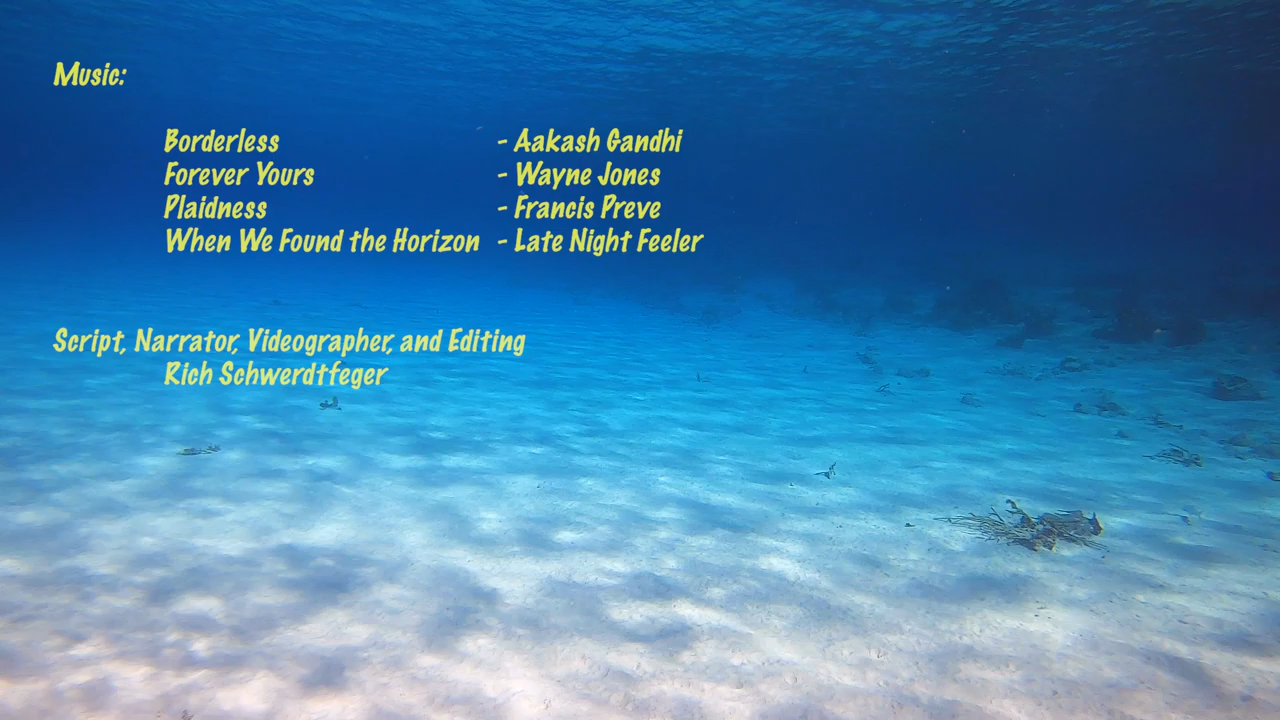 Music:
Borderless - Aakash Gandhi
Forever Yours - Wayne Jones
Plaidness - Francis Preve
When We Found the Horizon - Late Night Feeler
Script, Narrator, Videographer, and Editing
Rich Schwerdtfeger